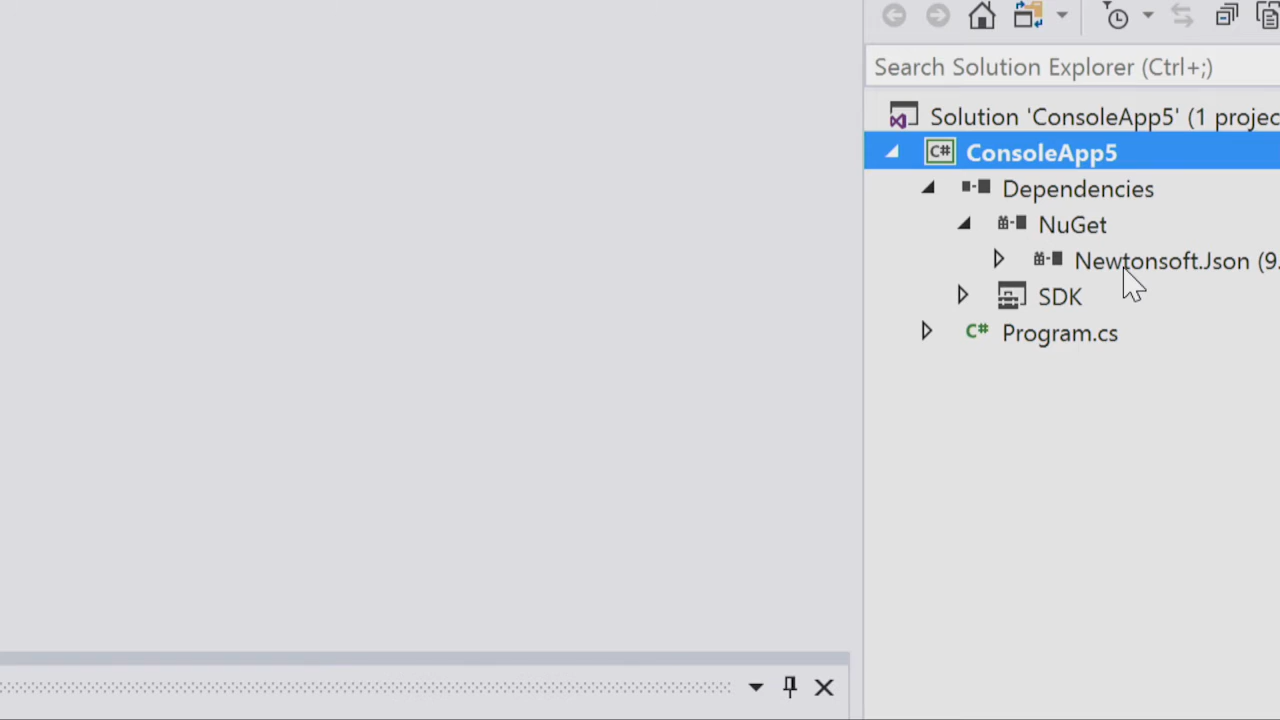 Search Solution Explorer (Ctrl+;)
Solution 'ConsoleApp5' (1 projec
C# ConsoleApp5
Dependencies
NuGet
Newtonsoft.Json (9.
SDK
C# Program.cs